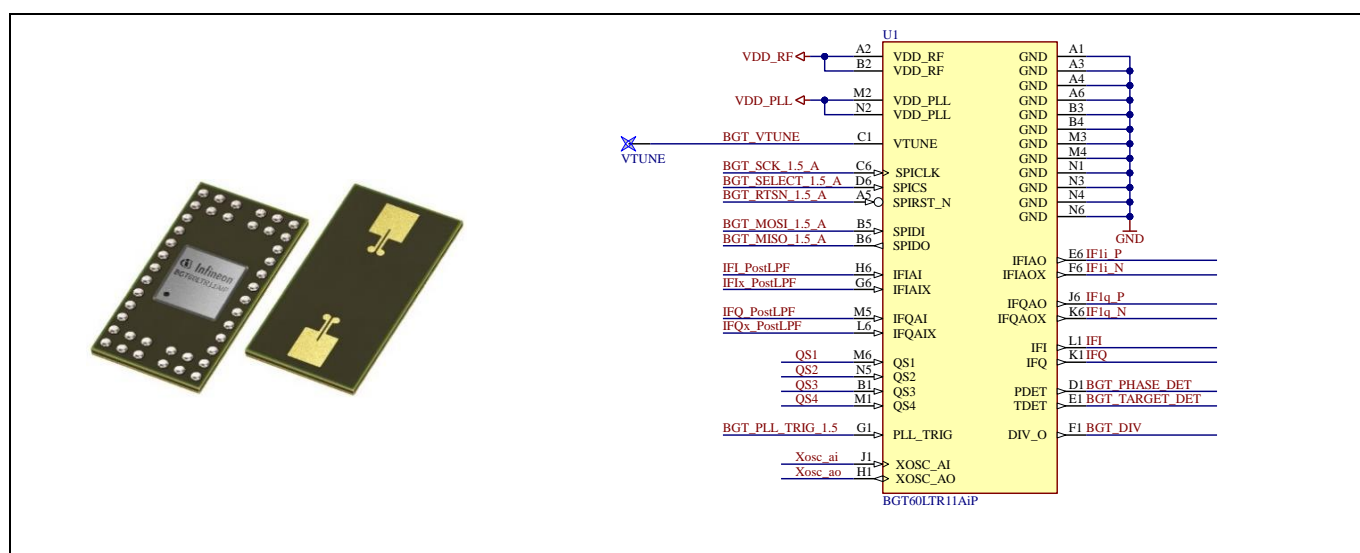 Infineon
BGT60LTR11AiP
U1
VDD_RF A2 VDD_RF GND A1
B2 VDD_RF GND A3
GND A4
VDD_PLL M2 VDD_PLL GND A6
N2 VDD_PLL GND B3
GND B4
BGT_VTUNE C1 VTUNE GND M3
VTUNE
GND M4
BGT_SCK_1.5_A C6 SPICLK GND N1
BGT_SELECT_1.5_A D6 SPICS GND N3
BGT_RTSN_1.5_A A5 SPIRST_N GND N4
GND N6
BGT_MOSI_1.5_A B5 SPIDI
BGT_MISO_1.5_A B6 SPIDO
GND
IFIAO E6 IF1i_P
IFI_PostLPF H6 IFIAI IFIAOX F6 IF1i_N
IFIx_PostLPF G6 IFIAIX
IFQAO J6 IF1q_P
IFQ_PostLPF M5 IFQAI IFQAOX K6 IF1q_N
IFQx_PostLPF L6 IFQAIX
IFI L1 IFI
QS1 M6 QS1 IFQ K1 IFQ
QS2 N5 QS2
QS3 B1 QS3 PDET D1 BGT_PHASE_DET
QS4 M1 QS4 TDET E1 BGT_TARGET_DET
BGT_PLL_TRIG_1.5 G1 PLL_TRIG DIV_O F1 BGT_DIV
Xosc_ai J1 XOSC_AI
Xosc_ao H1 XOSC_AO
BGT60LTR11AiP